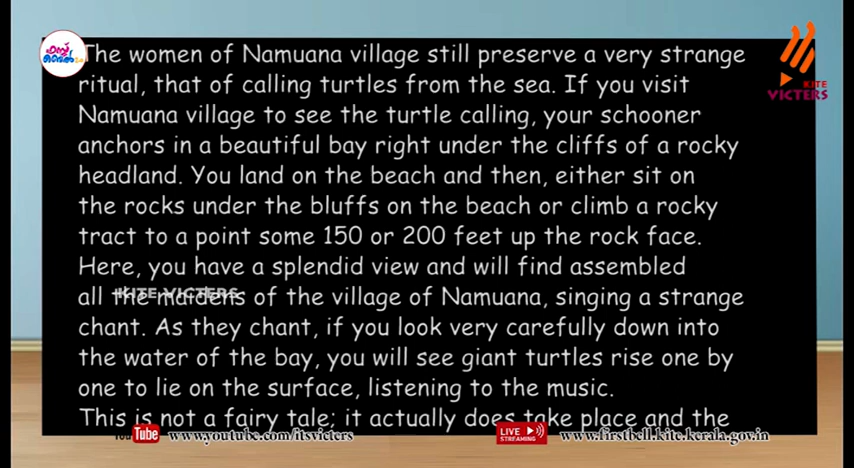 The women of Namuana village still preserve a very strange
ritual, that of calling turtles from the sea. If you visit
Namuana village to see the turtle calling, your schooner
anchors in a beautiful bay right under the cliffs of a rocky
headland. You land on the beach and then, either sit on
the rocks under the bluffs on the beach or climb a rocky
tract to a point some 150 or 200 feet up the rock face.
Here, you have a splendid view and will find assembled
all the maidens of the village of Namuana, singing a strange
chant. As they chant, if you look very carefully down into
the water of the bay, you will see giant turtles rise one by
one to lie on the surface, listening to the music.
This is not a fairy tale; it actually does take place and the
KITE VICTERS
KITE
VICTERS
You Tube www.youtube.com/itsvicters
LIVE STREAMING www.firstbell.kite.kerala.gov.in